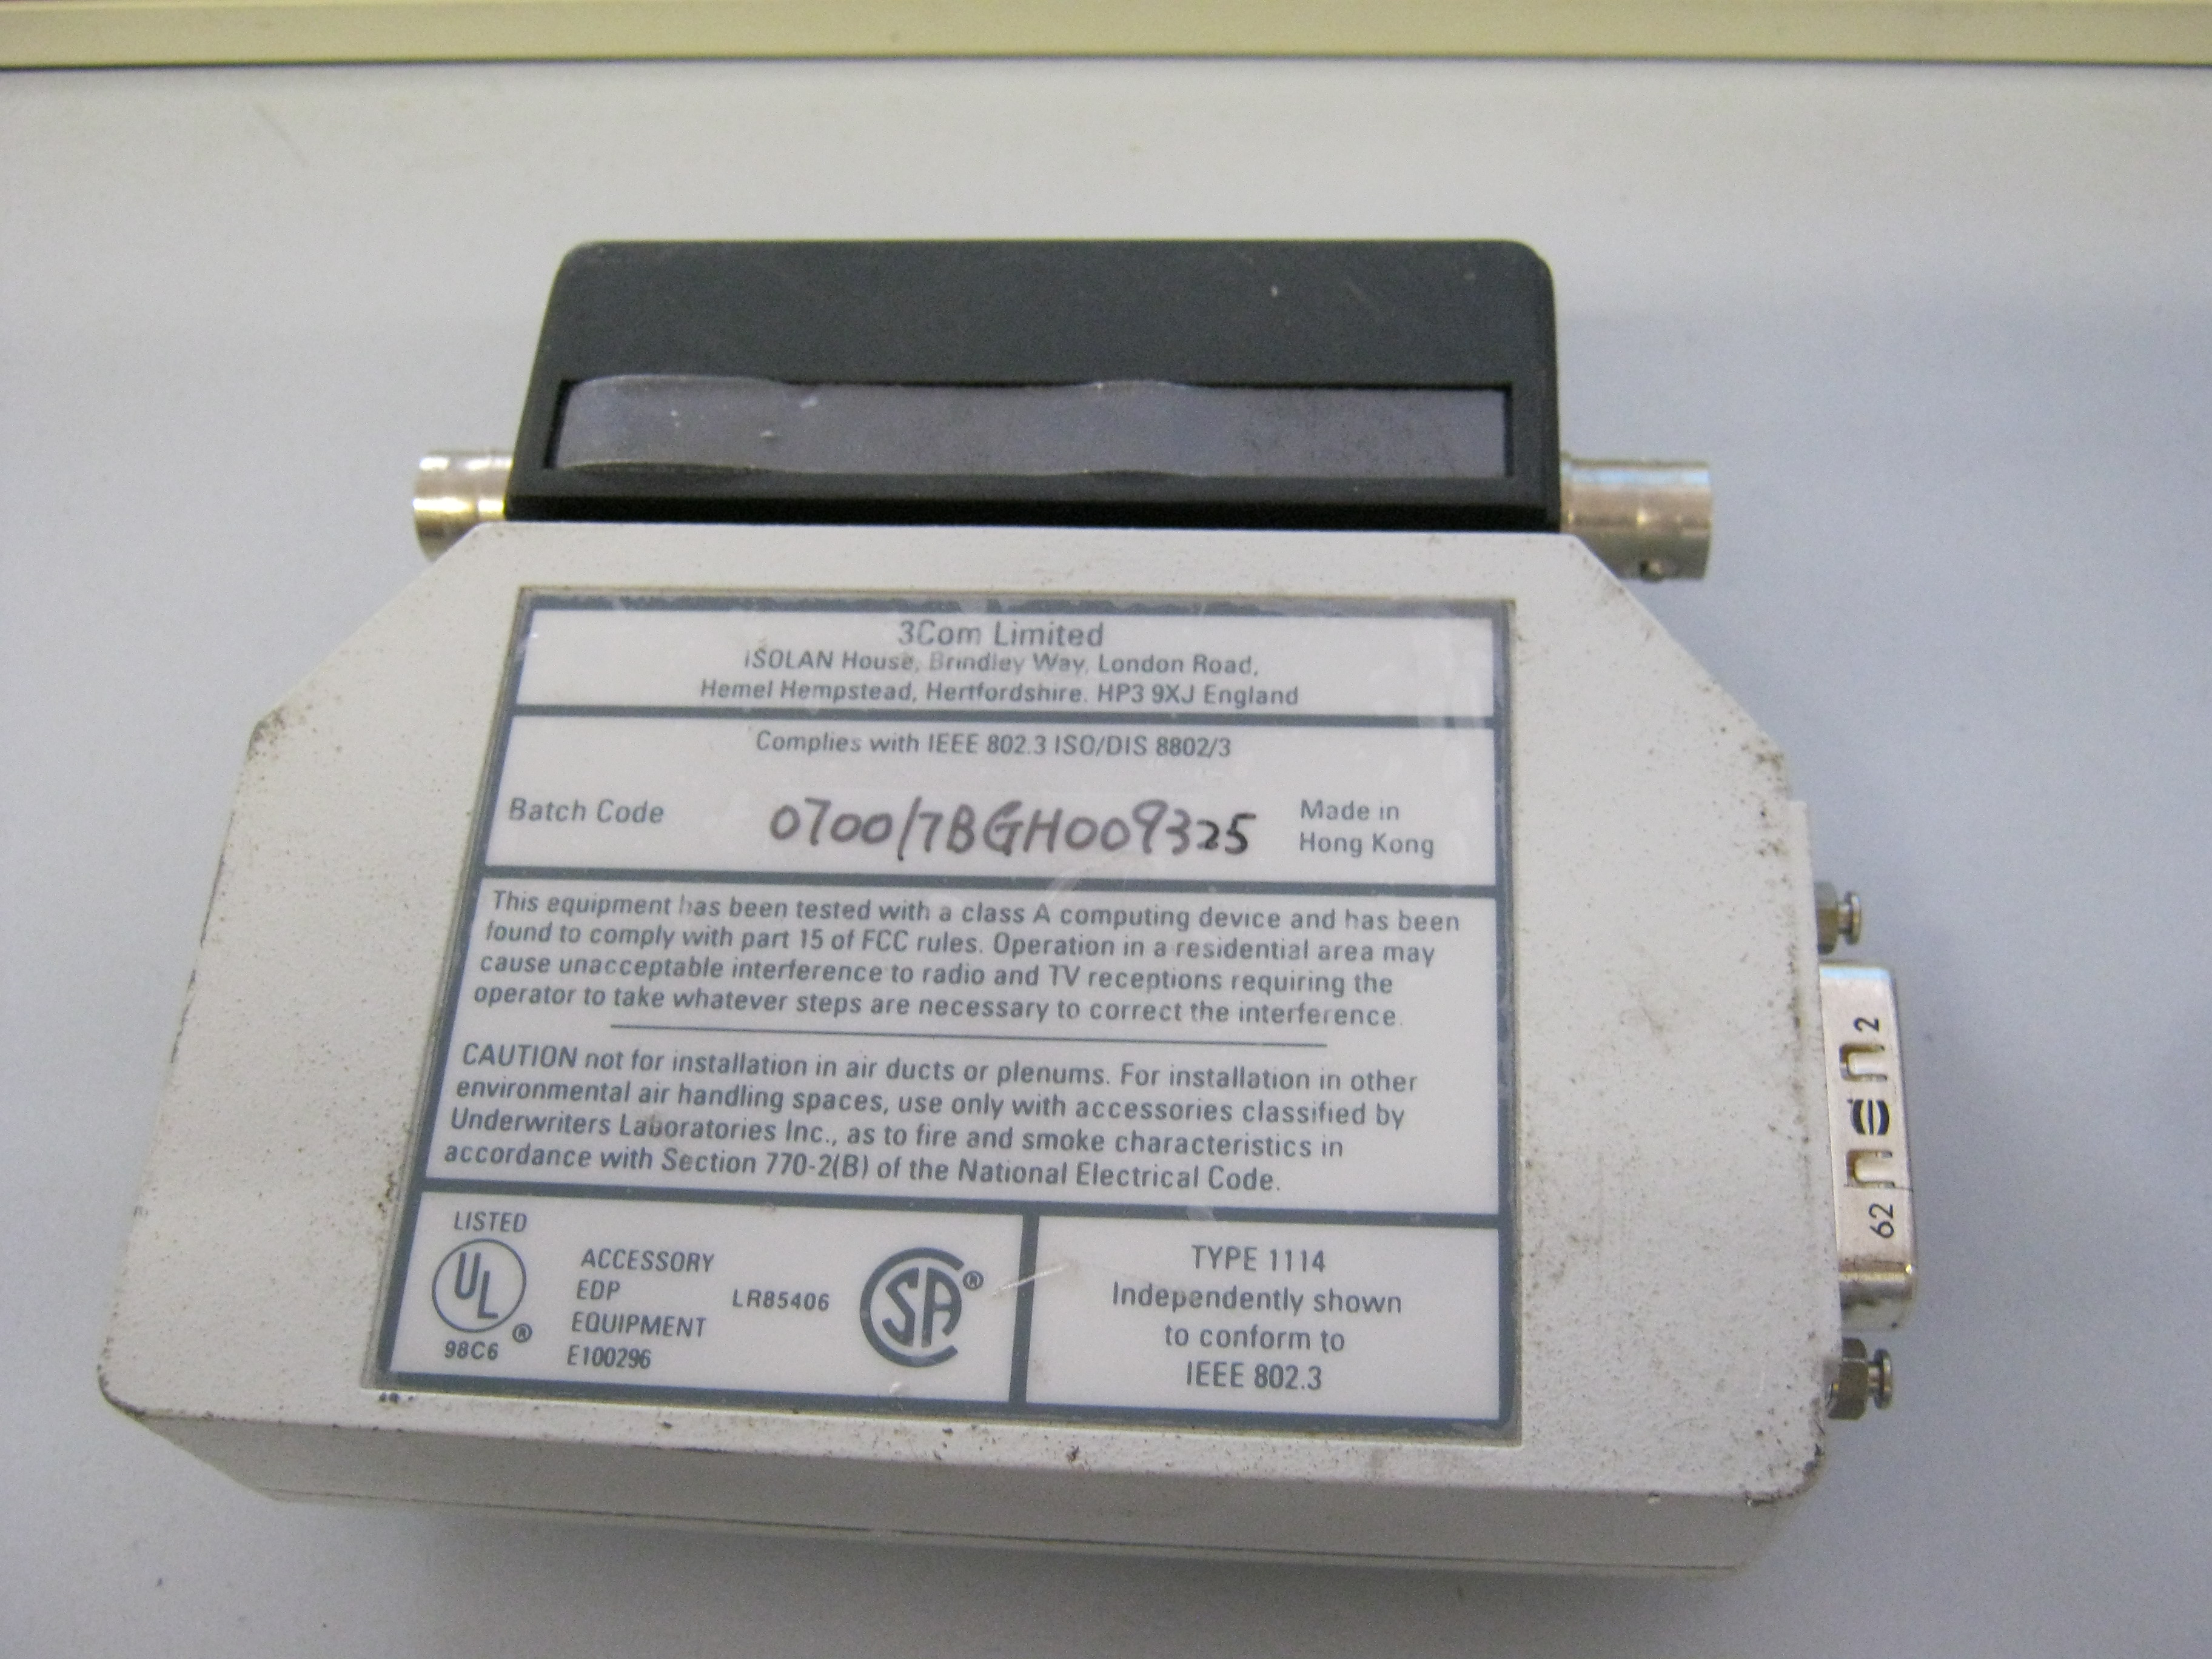 3Com Limited
ISOLAN House, Brindley Way, London Road,
Hemel Hempstead, Hertfordshire. HP3 9XJ England
Complies with IEEE 802.3 ISO/DIS 8802/3
Batch Code 0700/7BGH009325 Made in
Hong Kong
This equipment has been tested with a class A computing device and has been
found to comply with part 15 of FCC rules. Operation in a residential area may
cause unacceptable interference to radio and TV receptions requiring the
operator to take whatever steps are necessary to correct the interference.
CAUTION not for installation in air ducts or plenums. For installation in other
environmental air handling spaces, use only with accessories classified by
Underwriters Laboratories Inc., as to fire and smoke characteristics in
accordance with Section 770-2(B) of the National Electrical Code.
LISTED
UL®
98C6
ACCESSORY
EDP
EQUIPMENT
E100296
LR85406
SA®
TYPE 1114
Independently shown
to conform to
IEEE 802.3
62 2